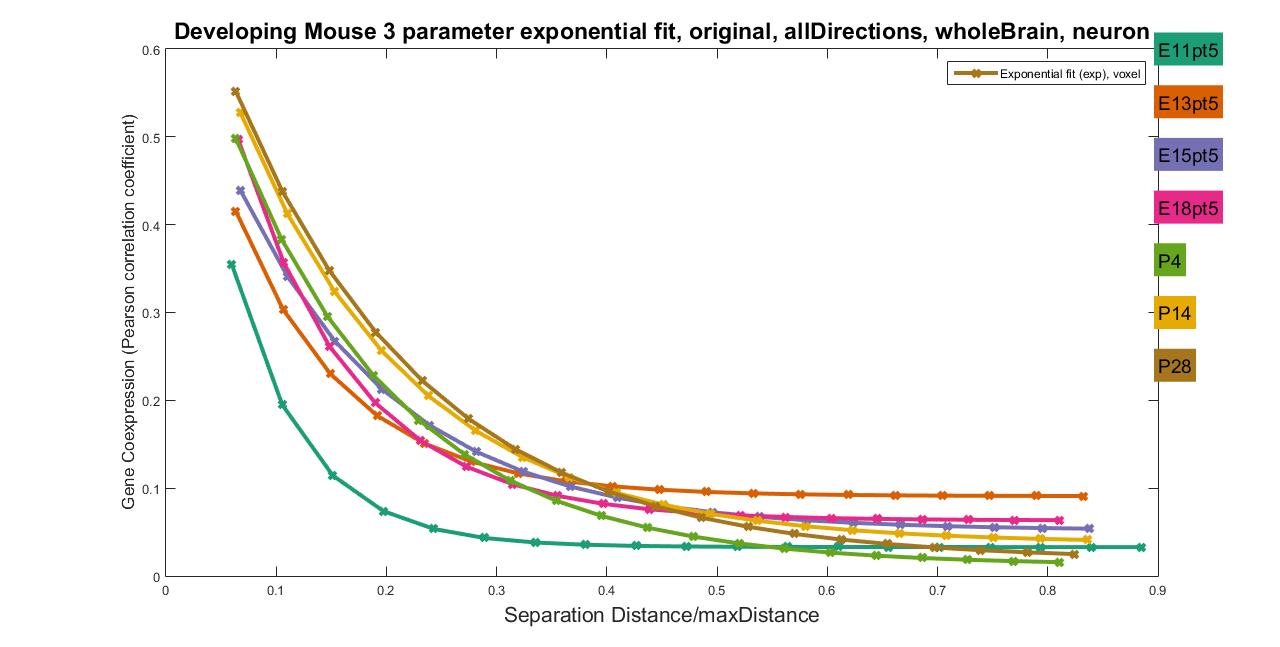 Developing Mouse 3 parameter exponential fit, original, allDirections, wholeBrain, neuron
Exponential fit (exp), voxel
E11pt5
E13pt5
E15pt5
E18pt5
P4
P14
P28
Gene Coexpression (Pearson correlation coefficient)
0.6
0.5
0.4
0.3
0.2
0.1
0
0 0.1 0.2 0.3 0.4 0.5 0.6 0.7 0.8 0.9
Separation Distance/maxDistance